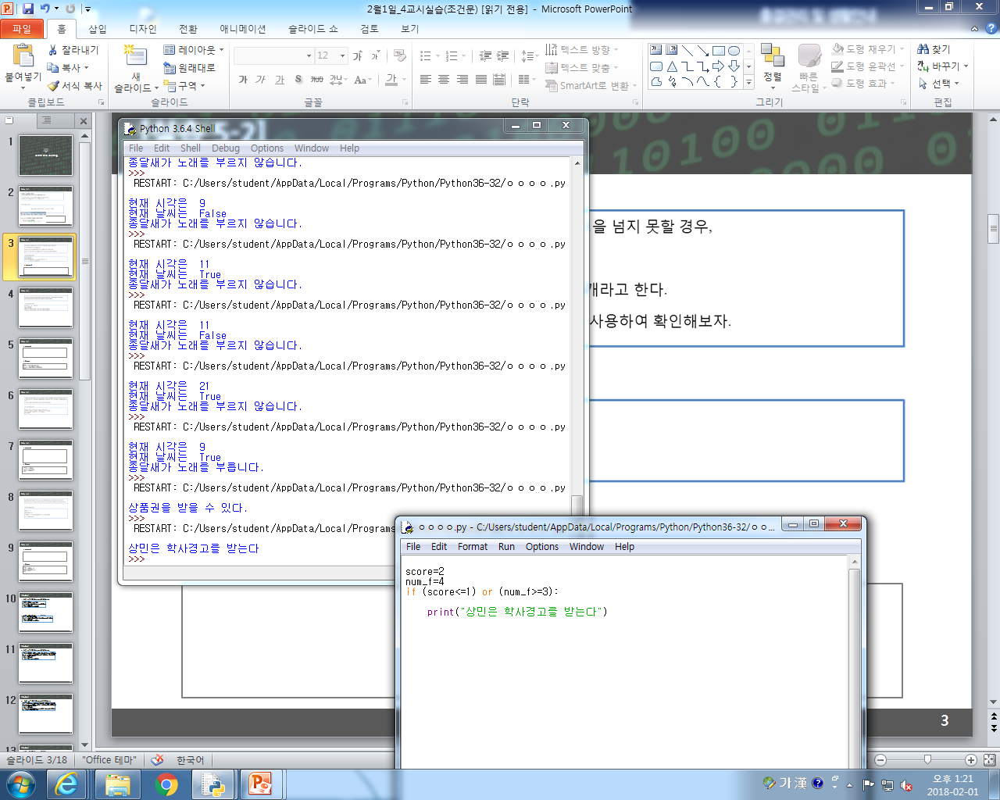 2월1일_4교시실습(조건문) [읽기 전용] - Microsoft PowerPoint
파일 홈 삽입 디자인 전환 애니메이션 슬라이드 쇼 검토 보기
붙여넣기
잘라내기
복사
서식 복사
클립보드
새
슬라이드
레이아웃
원래대로
구역
슬라이드
12
가 가 가 S 가나 Aa 가
글꼴
텍스트 방향
텍스트 맞춤
SmartArt로 변환
단락
정렬
빠른
스타일
도형 채우기
도형 윤곽선
도형 효과
그리기
찾기
바꾸기
선택
편집
1
2
3
4
5
6
7
8
9
10
11
12
13
Python 3.6.4 Shell
File Edit Shell Debug Options Window Help
종달새가 노래를 부르지 않습니다.
>>>
RESTART: C:/Users/student/AppData/Local/Programs/Python/Python36-32/ㅇㅇㅇㅇ.py
현재 시각은 9
현재 날씨는 False
종달새가 노래를 부르지 않습니다.
>>>
RESTART: C:/Users/student/AppData/Local/Programs/Python/Python36-32/ㅇㅇㅇㅇ.py
현재 시각은 11
현재 날씨는 True
종달새가 노래를 부르지 않습니다.
>>>
RESTART: C:/Users/student/AppData/Local/Programs/Python/Python36-32/ㅇㅇㅇㅇ.py
현재 시각은 11
현재 날씨는 False
종달새가 노래를 부르지 않습니다.
>>>
RESTART: C:/Users/student/AppData/Local/Programs/Python/Python36-32/ㅇㅇㅇㅇ.py
현재 시각은 21
현재 날씨는 True
종달새가 노래를 부르지 않습니다.
>>>
RESTART: C:/Users/student/AppData/Local/Programs/Python/Python36-32/ㅇㅇㅇㅇ.py
현재 시각은 9
현재 날씨는 True
종달새가 노래를 부릅니다.
>>>
RESTART: C:/Users/student/AppData/Local/Programs/Python/Python36-32/ㅇㅇㅇㅇ.py
상품권을 받을 수 있다.
>>>
RESTART: C:/Users/student/AppData/Local/Programs
상민은 학사경고를 받는다
>>>
을 넘지 못할 경우,
개라고 한다.
사용하여 확인해보자.
ㅇㅇㅇㅇ.py - C:/Users/student/AppData/Local/Programs/Python/Python36-32/ㅇㅇ...
File Edit Format Run Options Window Help
score=2
num_f=4
if (score<=1) or (num_f>=3):
print("상민은 학사경고를 받는다")
3
슬라이드 3/18 "Office 테마" 한국어
가 漢
오후 1:21
2018-02-01